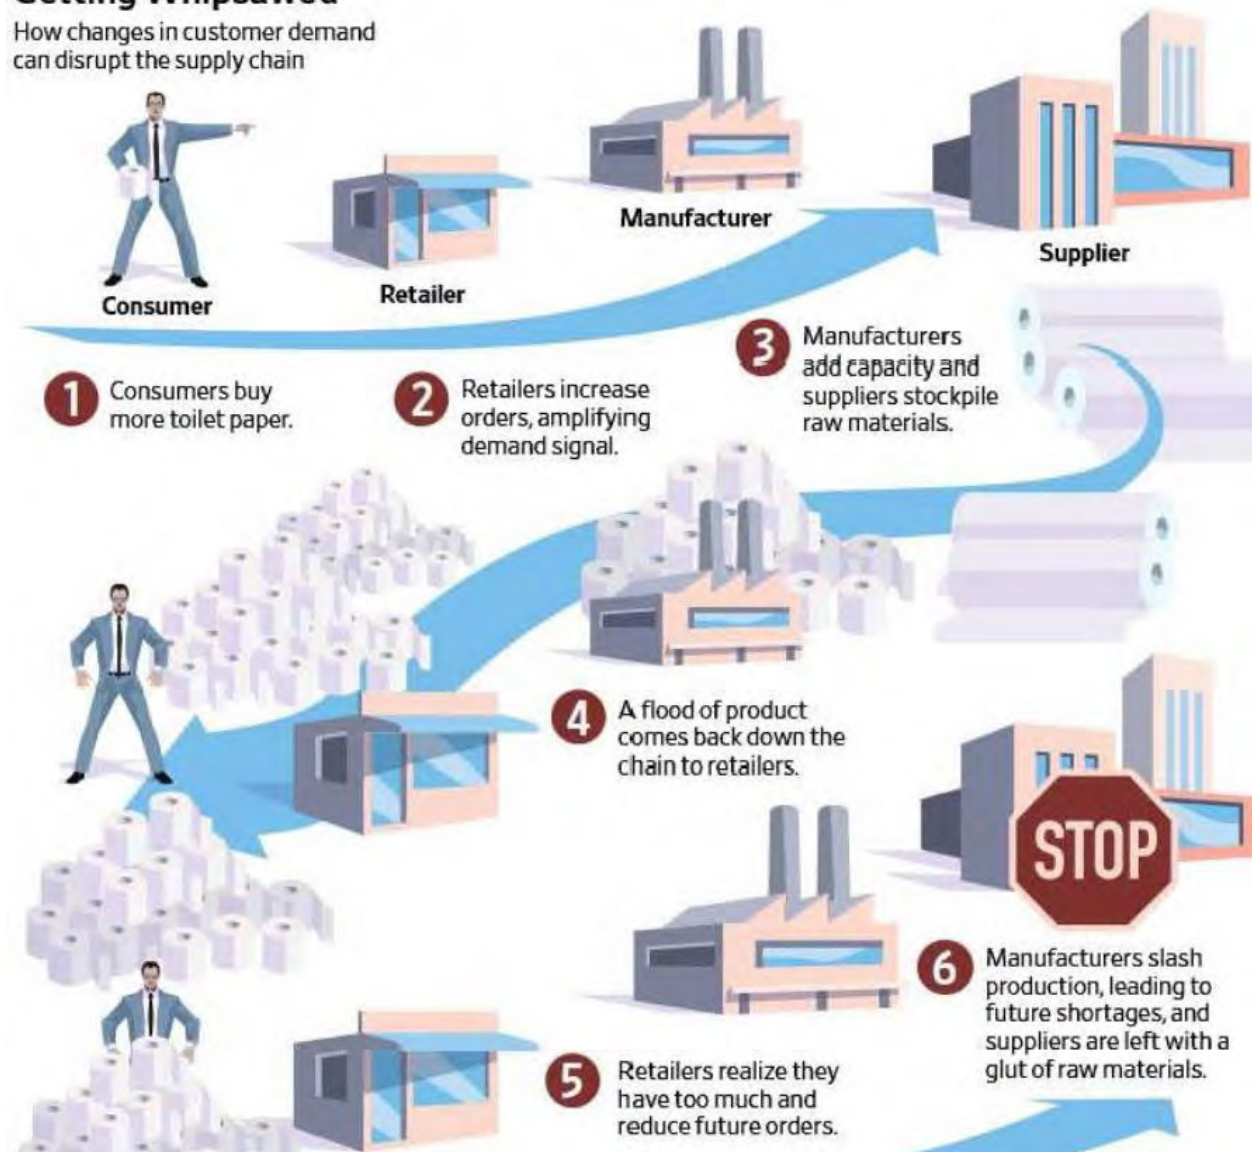 Getting Whipsawed
How changes in customer demand
can disrupt the supply chain
Consumer
Retailer
Manufacturer
Supplier
1
Consumers buy
more toilet paper.
2
Retailers increase
orders, amplifying
demand signal.
3
Manufacturers
add capacity and
suppliers stockpile
raw materials.
4
A flood of product
comes back down the
chain to retailers.
STOP
5
Retailers realize they
have too much and
reduce future orders.
6
Manufacturers slash
production, leading to
future shortages, and
suppliers are left with a
glut of raw materials.